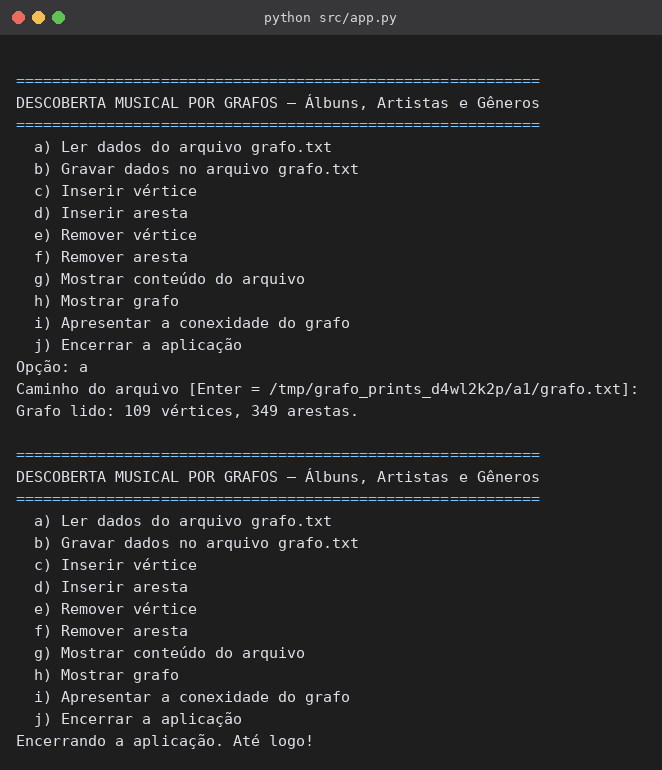 python src/app.py
==========================================================
DESCOBERTA MUSICAL POR GRAFOS — Álbuns, Artistas e Gêneros
==========================================================
a) Ler dados do arquivo grafo.txt
b) Gravar dados no arquivo grafo.txt
c) Inserir vértice
d) Inserir aresta
e) Remover vértice
f) Remover aresta
g) Mostrar conteúdo do arquivo
h) Mostrar grafo
i) Apresentar a conexidade do grafo
j) Encerrar a aplicação
Opção: a
Caminho do arquivo [Enter = /tmp/grafo_prints_d4wl2k2p/a1/grafo.txt]:
Grafo lido: 109 vértices, 349 arestas.
==========================================================
DESCOBERTA MUSICAL POR GRAFOS — Álbuns, Artistas e Gêneros
==========================================================
a) Ler dados do arquivo grafo.txt
b) Gravar dados no arquivo grafo.txt
c) Inserir vértice
d) Inserir aresta
e) Remover vértice
f) Remover aresta
g) Mostrar conteúdo do arquivo
h) Mostrar grafo
i) Apresentar a conexidade do grafo
j) Encerrar a aplicação
Encerrando a aplicação. Até logo!